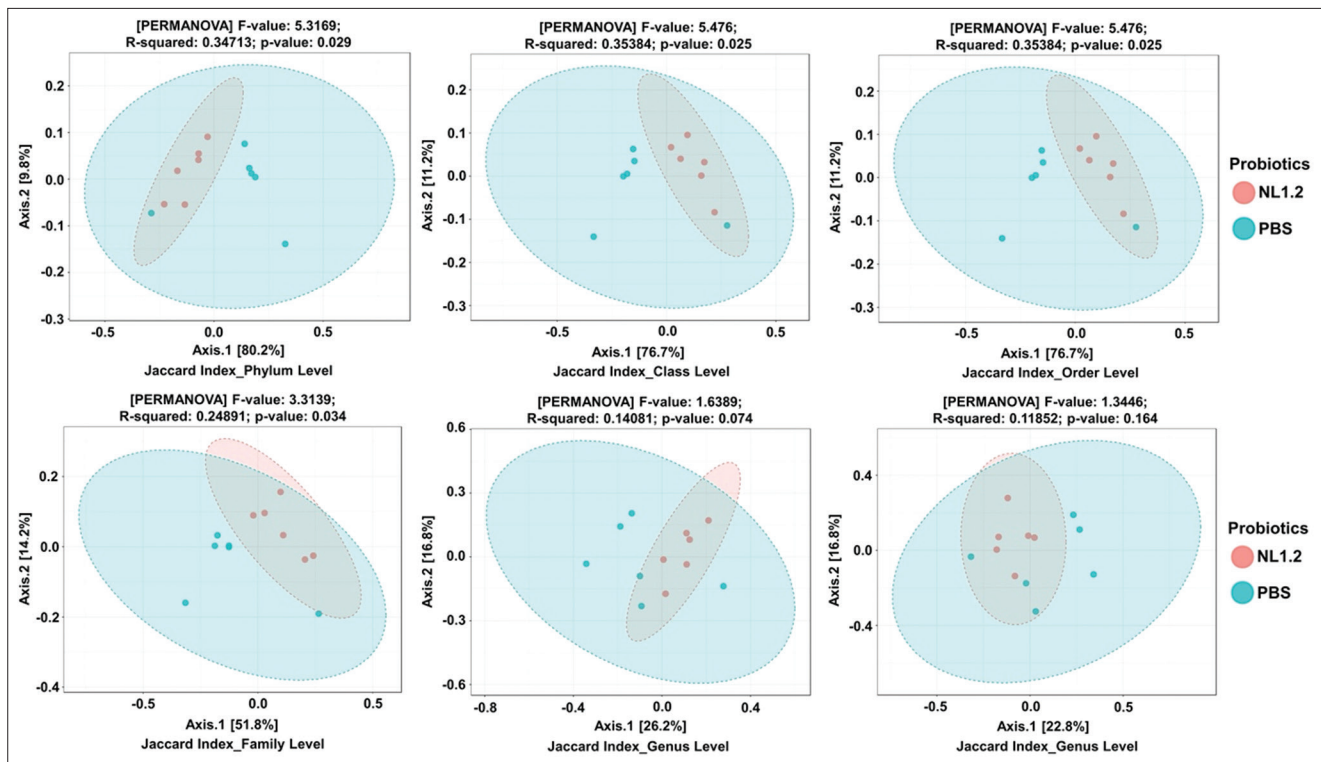 [PERMANOVA] F-value: 5.3169;
R-squared: 0.34713; p-value: 0.029
0.2
0.1
0.0
-0.1
-0.2
-0.3
Axis.2 [9.8%]
-0.5
0.0
0.5
Axis.1 [80.2%]
Jaccard Index_Phylum Level
[PERMANOVA] F-value: 5.476;
R-squared: 0.35384; p-value: 0.025
0.2
0.1
0.0
-0.1
-0.2
-0.3
Axis.2 [11.2%]
-0.5
0.0
0.5
Axis.1 [76.7%]
Jaccard Index_Class Level
[PERMANOVA] F-value: 5.476;
R-squared: 0.35384; p-value: 0.025
0.2
0.1
0.0
-0.1
-0.2
-0.3
Axis.2 [11.2%]
-0.5
0.0
0.5
Axis.1 [76.7%]
Jaccard Index_Order Level
Probiotics
NL1.2
PBS
[PERMANOVA] F-value: 3.3139;
R-squared: 0.24891; p-value: 0.034
0.2
0.0
-0.2
-0.4
Axis.2 [14.2%]
-0.5
0.0
0.5
Axis.1 [51.8%]
Jaccard Index_Family Level
[PERMANOVA] F-value: 1.6389;
R-squared: 0.14081; p-value: 0.074
0.6
0.3
0.0
-0.3
-0.6
Axis.2 [16.8%]
-0.8
-0.4
0.0
0.4
Axis.1 [26.2%]
Jaccard Index_Genus Level
[PERMANOVA] F-value: 1.3446;
R-squared: 0.11852; p-value: 0.164
0.4
0.0
-0.4
Axis.2 [16.8%]
-0.5
0.0
0.5
Axis.1 [22.8%]
Jaccard Index_Genus Level
Probiotics
NL1.2
PBS